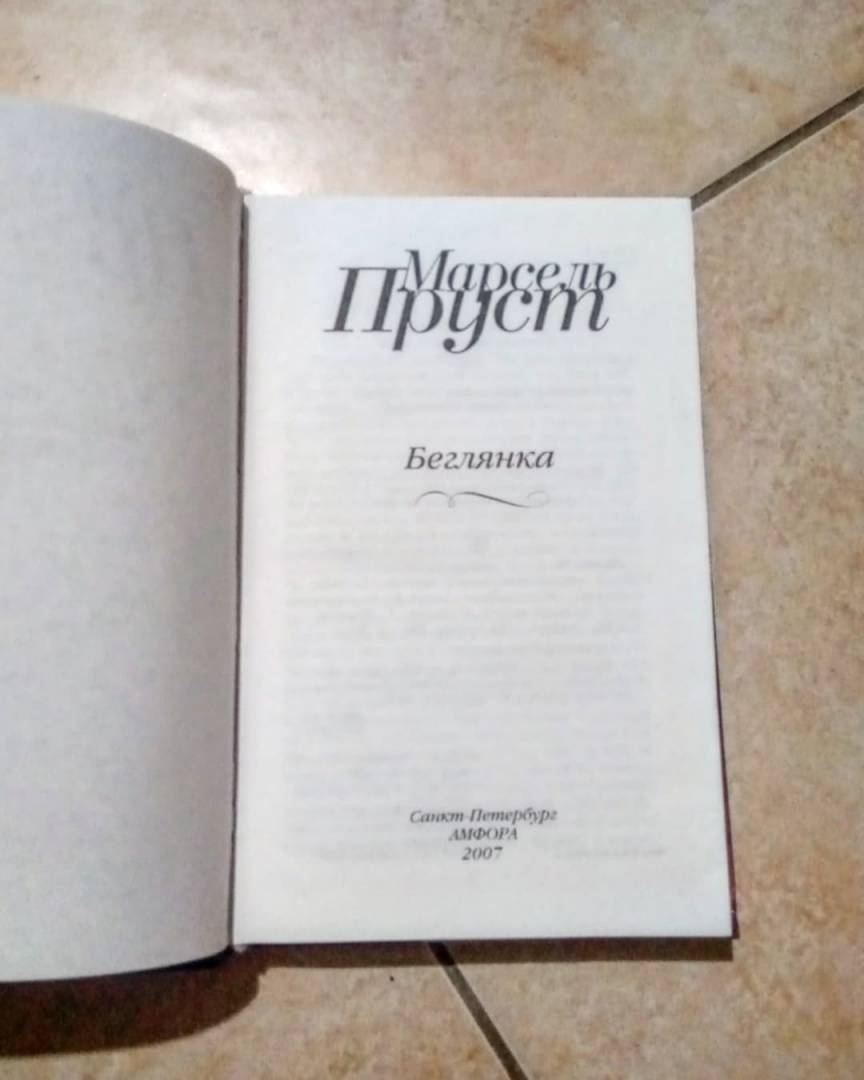 Марсель
Пруст
Беглянка
Санкт-Петербург
АМФОРА
2007